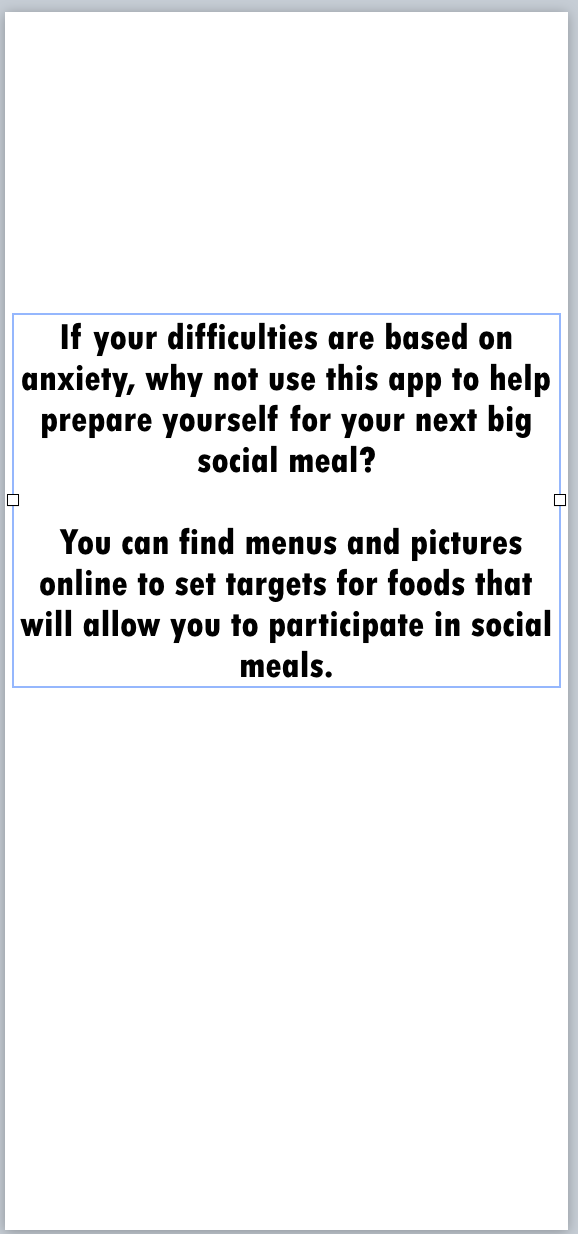 If your difficulties are based on
anxiety, why not use this app to help
prepare yourself for your next big
social meal?
You can find menus and pictures
online to set targets for foods that
will allow you to participate in social
meals.